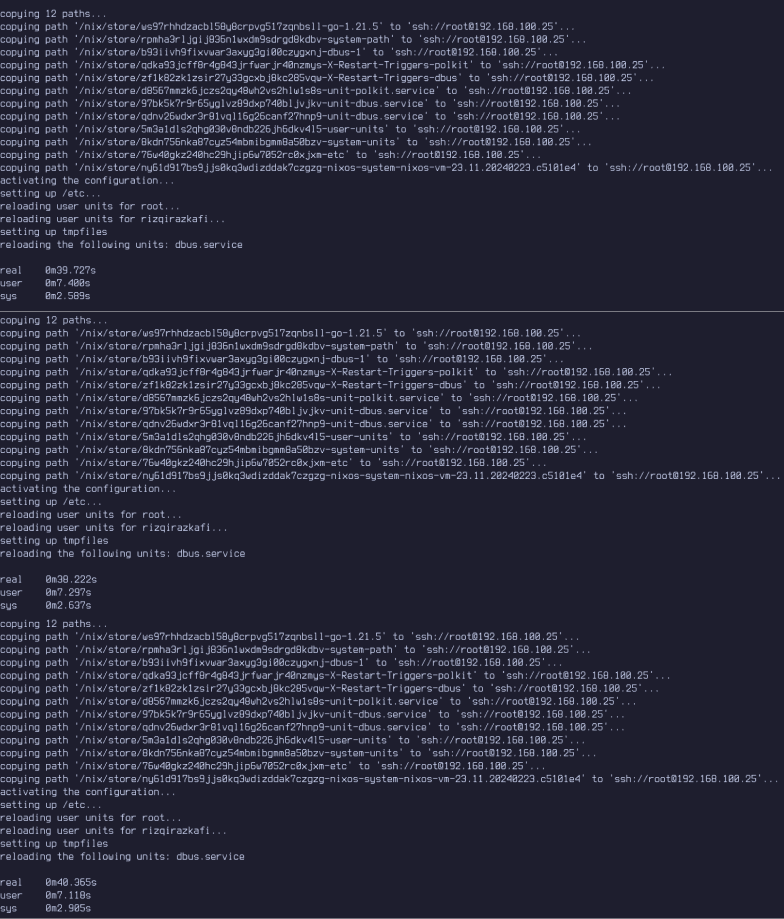 copying 12 paths...
copying path '/nix/store/ws97rhhdzacbl58y8crpvg517zqnbsll-go-1.21.5' to 'ssh://root@192.168.100.25'...
copying path '/nix/store/rpmha3rljgij836n1wxdm9sdrgd8kdbv-system-path' to 'ssh://root@192.168.100.25'...
copying path '/nix/store/b93iivh9fixvwar3axyg3gi00czygxnj-dbus-1' to 'ssh://root@192.168.100.25'...
copying path '/nix/store/qdka93jcff8r4g843jrfwarjr40nzmys-X-Restart-Triggers-polkit' to 'ssh://root@192.168.100.25'...
copying path '/nix/store/zf1k82zk1zsir27y33gcxbj8kc285vqw-X-Restart-Triggers-dbus' to 'ssh://root@192.168.100.25'...
copying path '/nix/store/d8567mmzk6jczs2qy48wh2vs2hlw1s8s-unit-polkit.service' to 'ssh://root@192.168.100.25'...
copying path '/nix/store/97bk5k7r9r65yglvz89dxp740bljvjkv-unit-dbus.service' to 'ssh://root@192.168.100.25'...
copying path '/nix/store/qdnv26wdxr3r81vql16g26canf27hnp9-unit-dbus.service' to 'ssh://root@192.168.100.25'...
copying path '/nix/store/5m3a1dls2qhg030v8ndb226jh6dkv4l5-user-units' to 'ssh://root@192.168.100.25'...
copying path '/nix/store/8kdn756nka87cyz54mbmibgmm8a50bzv-system-units' to 'ssh://root@192.168.100.25'...
copying path '/nix/store/76w40gkz240hc29hjip6w7052rc0xjxm-etc' to 'ssh://root@192.168.100.25'...
copying path '/nix/store/ny61d917bs9jjs0kq3wdizddak7czgzg-nixos-system-nixos-vm-23.11.20240223.c5101e4' to 'ssh://root@192.168.100.25'...
activating the configuration...
setting up /etc...
reloading user units for root...
reloading user units for rizqirazkafi...
setting up tmpfiles
reloading the following units: dbus.service
real    0m39.727s
user    0m7.400s
sys     0m2.589s
copying 12 paths...
copying path '/nix/store/ws97rhhdzacbl58y8crpvg517zqnbsll-go-1.21.5' to 'ssh://root@192.168.100.25'...
copying path '/nix/store/rpmha3rljgij836n1wxdm9sdrgd8kdbv-system-path' to 'ssh://root@192.168.100.25'...
copying path '/nix/store/b93iivh9fixvwar3axyg3gi00czygxnj-dbus-1' to 'ssh://root@192.168.100.25'...
copying path '/nix/store/qdka93jcff8r4g843jrfwarjr40nzmys-X-Restart-Triggers-polkit' to 'ssh://root@192.168.100.25'...
copying path '/nix/store/zf1k82zk1zsir27y33gcxbj8kc285vqw-X-Restart-Triggers-dbus' to 'ssh://root@192.168.100.25'...
copying path '/nix/store/d8567mmzk6jczs2qy48wh2vs2hlw1s8s-unit-polkit.service' to 'ssh://root@192.168.100.25'...
copying path '/nix/store/97bk5k7r9r65yglvz89dxp740bljvjkv-unit-dbus.service' to 'ssh://root@192.168.100.25'...
copying path '/nix/store/qdnv26wdxr3r81vql16g26canf27hnp9-unit-dbus.service' to 'ssh://root@192.168.100.25'...
copying path '/nix/store/5m3a1dls2qhg030v8ndb226jh6dkv4l5-user-units' to 'ssh://root@192.168.100.25'...
copying path '/nix/store/8kdn756nka87cyz54mbmibgmm8a50bzv-system-units' to 'ssh://root@192.168.100.25'...
copying path '/nix/store/76w40gkz240hc29hjip6w7052rc0xjxm-etc' to 'ssh://root@192.168.100.25'...
copying path '/nix/store/ny61d917bs9jjs0kq3wdizddak7czgzg-nixos-system-nixos-vm-23.11.20240223.c5101e4' to 'ssh://root@192.168.100.25'...
activating the configuration...
setting up /etc...
reloading user units for root...
reloading user units for rizqirazkafi...
setting up tmpfiles
reloading the following units: dbus.service
real    0m38.222s
user    0m7.297s
sys     0m2.637s
copying 12 paths...
copying path '/nix/store/ws97rhhdzacbl58y8crpvg517zqnbsll-go-1.21.5' to 'ssh://root@192.168.100.25'...
copying path '/nix/store/rpmha3rljgij836n1wxdm9sdrgd8kdbv-system-path' to 'ssh://root@192.168.100.25'...
copying path '/nix/store/b93iivh9fixvwar3axyg3gi00czygxnj-dbus-1' to 'ssh://root@192.168.100.25'...
copying path '/nix/store/qdka93jcff8r4g843jrfwarjr40nzmys-X-Restart-Triggers-polkit' to 'ssh://root@192.168.100.25'...
copying path '/nix/store/zf1k82zk1zsir27y33gcxbj8kc285vqw-X-Restart-Triggers-dbus' to 'ssh://root@192.168.100.25'...
copying path '/nix/store/d8567mmzk6jczs2qy48wh2vs2hlw1s8s-unit-polkit.service' to 'ssh://root@192.168.100.25'...
copying path '/nix/store/97bk5k7r9r65yglvz89dxp740bljvjkv-unit-dbus.service' to 'ssh://root@192.168.100.25'...
copying path '/nix/store/qdnv26wdxr3r81vql16g26canf27hnp9-unit-dbus.service' to 'ssh://root@192.168.100.25'...
copying path '/nix/store/5m3a1dls2qhg030v8ndb226jh6dkv4l5-user-units' to 'ssh://root@192.168.100.25'...
copying path '/nix/store/8kdn756nka87cyz54mbmibgmm8a50bzv-system-units' to 'ssh://root@192.168.100.25'...
copying path '/nix/store/76w40gkz240hc29hjip6w7052rc0xjxm-etc' to 'ssh://root@192.168.100.25'...
copying path '/nix/store/ny61d917bs9jjs0kq3wdizddak7czgzg-nixos-system-nixos-vm-23.11.20240223.c5101e4' to 'ssh://root@192.168.100.25'...
activating the configuration...
setting up /etc...
reloading user units for root...
reloading user units for rizqirazkafi...
setting up tmpfiles
reloading the following units: dbus.service
real    0m40.365s
user    0m7.118s
sys     0m2.905s